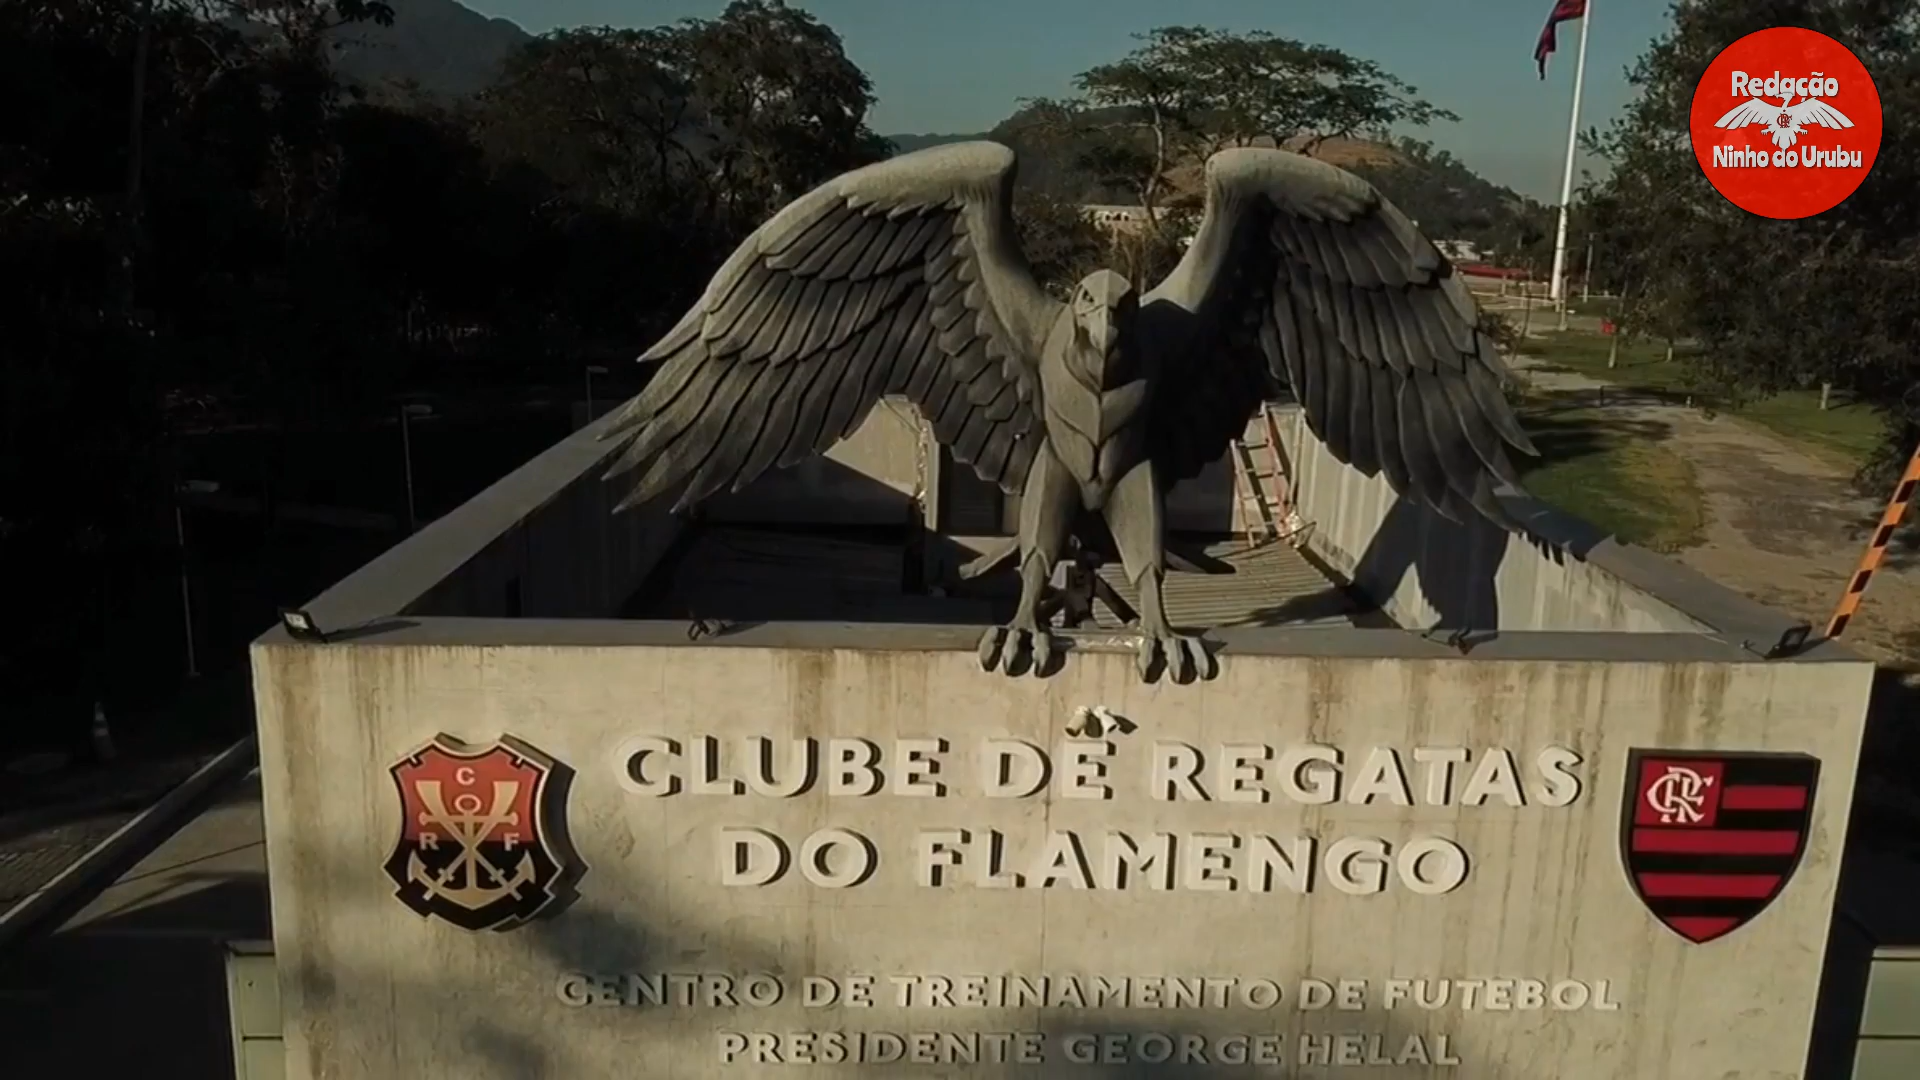 Redação
Ninho do Urubu
CLUBE DE REGATAS
DO FLAMENGO
C
R F
CRF
CENTRO DE TREINAMENTO DE FUTEBOL
PRESIDENTE GEORGE HELAL